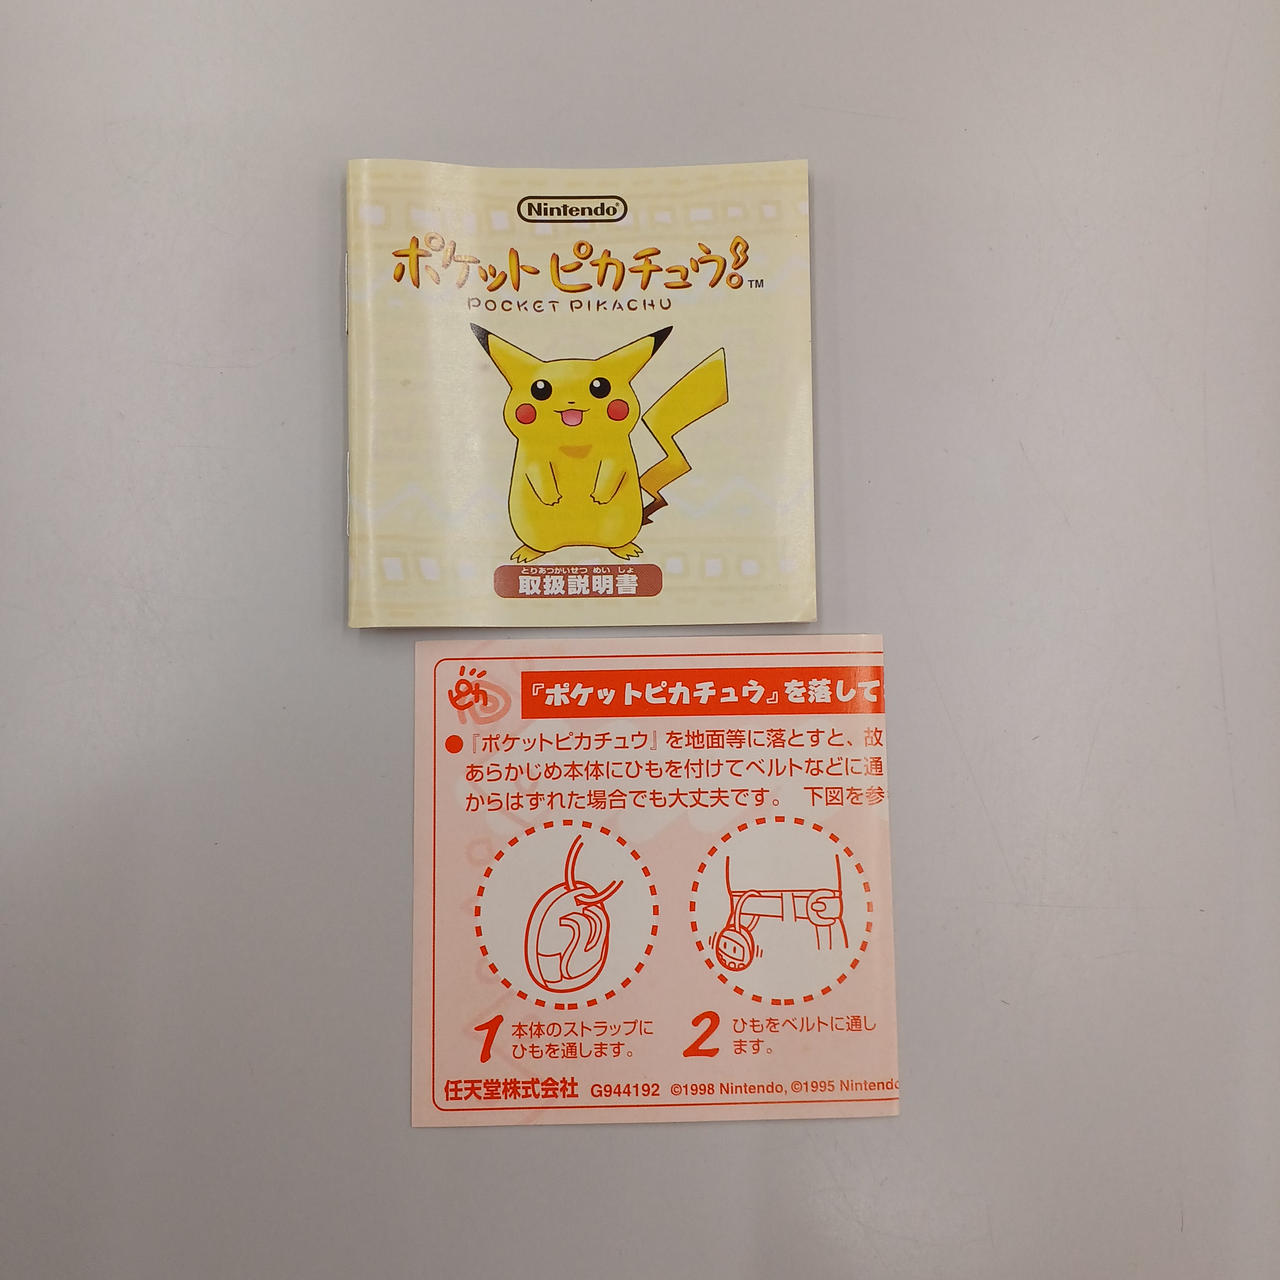 Nintendo®
ポケットピカチュウ!™
POCKET PIKACHU
とりあつかいせつ めい しょ
取扱説明書
ピカ
『ポケットピカチュウ』を落して
●『ポケットピカチュウ』を地面等に落とすと、故
あらかじめ本体にひもを付けてベルトなどに通
からはずれた場合でも大丈夫です。 下図を参
1 本体のストラップに
ひもを通します。
2 ひもをベルトに通し
ます。
任天堂株式会社 G944192 ©1998 Nintendo, ©1995 Nintendo